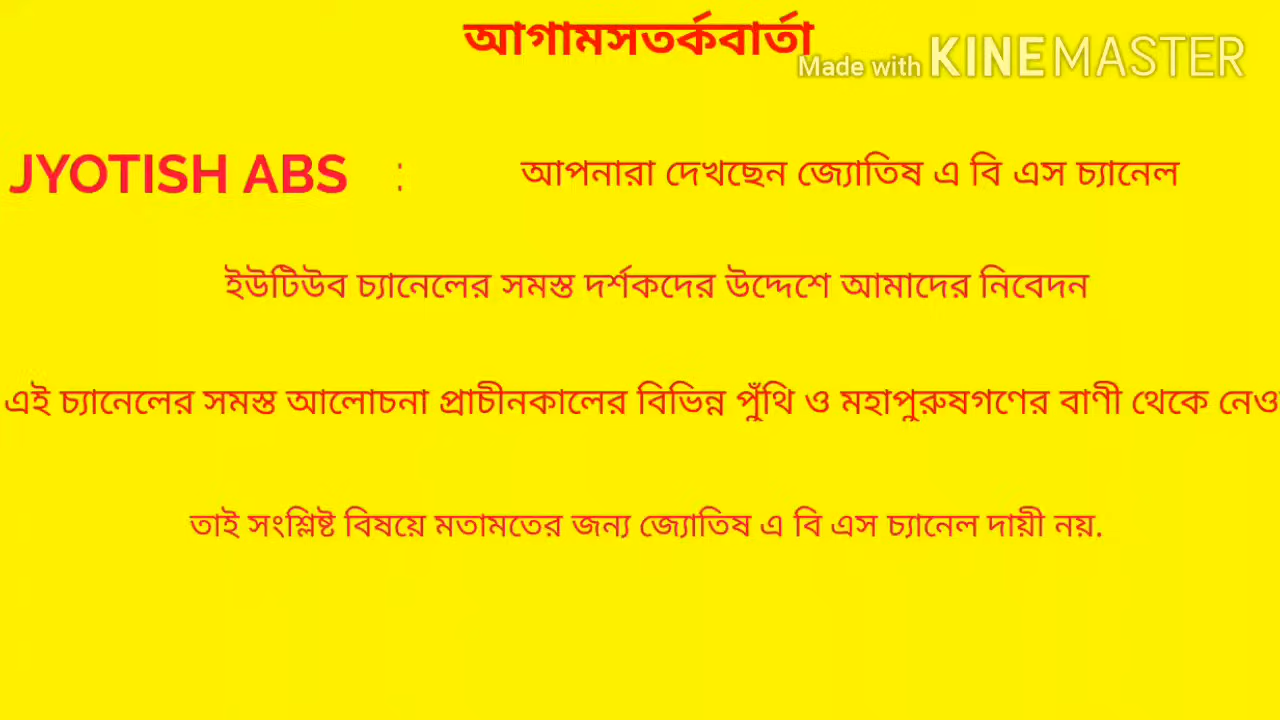 আগামসতর্কবার্তা
Made with KINEMASTER
JYOTISH ABS : আপনারা দেখছেন জ্যোতিষ এ বি এস চ্যানেল
ইউটিউব চ্যানেলের সমস্ত দর্শকদের উদ্দেশে আমাদের নিবেদন
এই চ্যানেলের সমস্ত আলোচনা প্রাচীনকালের বিভিন্ন পুঁথি ও মহাপুরুষগণের বাণী থেকে নেও
তাই সংশ্লিষ্ট বিষয়ে মতামতের জন্য জ্যোতিষ এ বি এস চ্যানেল দায়ী নয়.